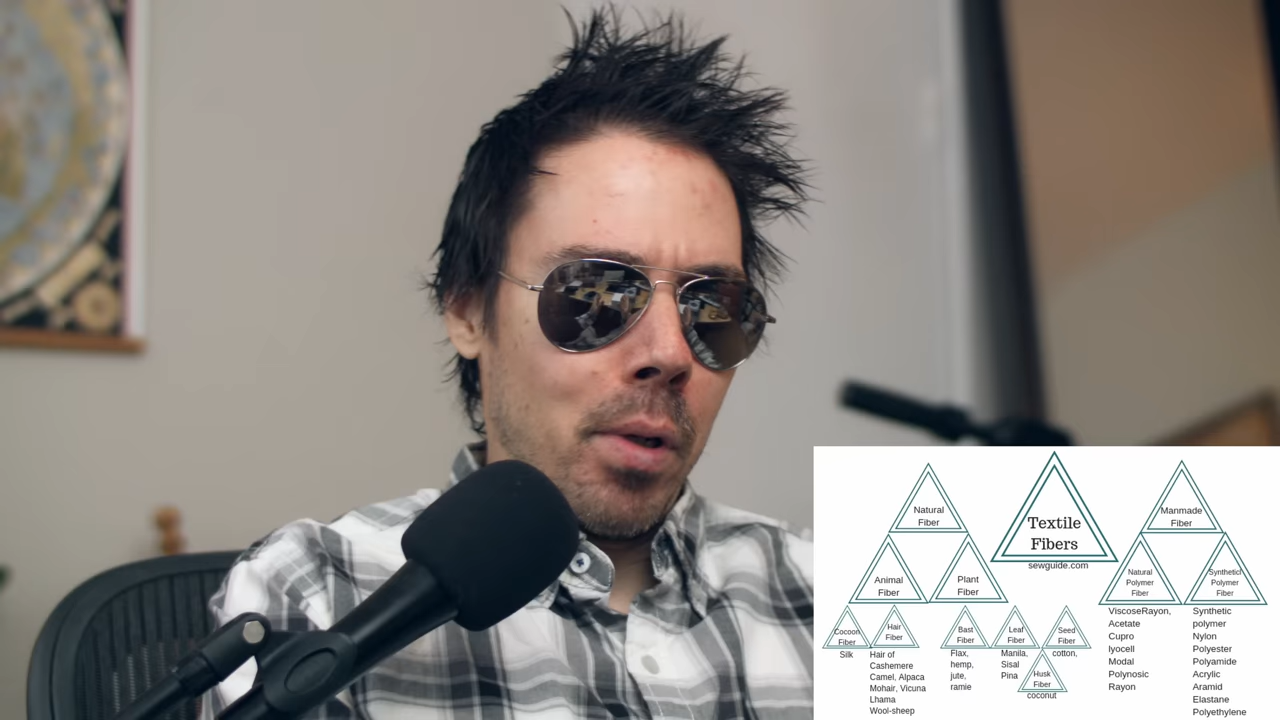 Textile
Fibers
sewguide.com
Natural
Fiber
Animal
Fiber
Plant
Fiber
Cocoon
Fiber
Silk
Hair
Fiber
Hair of
Cashemere
Camel, Alpaca
Mohair, Vicuna
Lhama
Wool-sheep
Bast
Fiber
Flax,
hemp,
jute,
ramie
Leaf
Fiber
Manila,
Sisal
Pina
Seed
Fiber
cotton,
Husk
Fiber
coconut
Manmade
Fiber
Natural
Polymer
Fiber
ViscoseRayon,
Acetate
Cupro
lyocell
Modal
Polynosic
Rayon
Syntheticl
Polymer
Fiber
Synthetic
polymer
Nylon
Polyester
Polyamide
Acrylic
Aramid
Elastane
Polyethylene